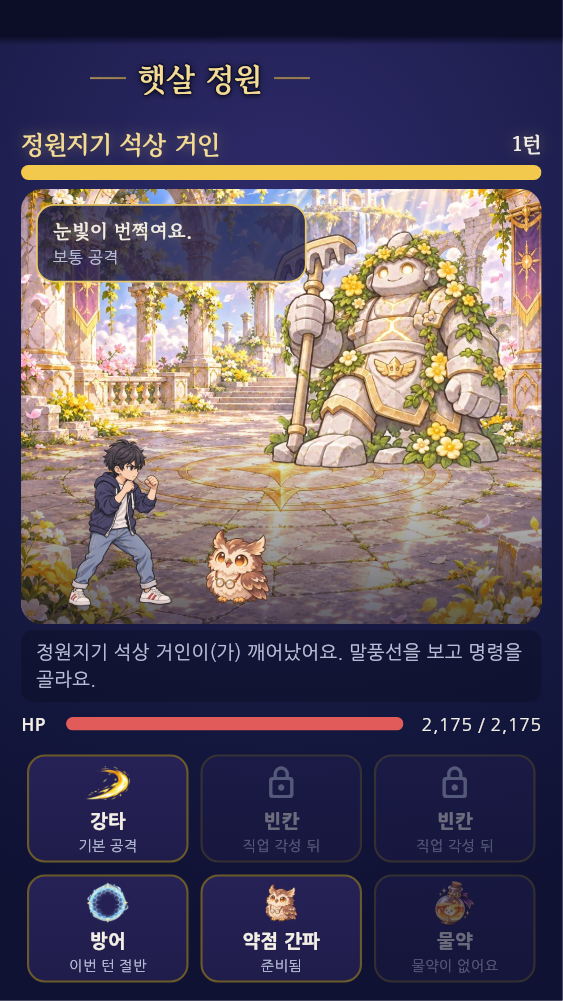 햇살 정원
정원지기 석상 거인
1턴
눈빛이 번쩍여요.
보통 공격
정원지기 석상 거인이(가) 깨어났어요. 말풍선을 보고 명령을
골라요.
HP
2,175 / 2,175
강타
기본 공격
빈칸
직업 각성 뒤
빈칸
직업 각성 뒤
방어
이번 턴 절반
약점 간파
준비됨
물약
물약이 없어요